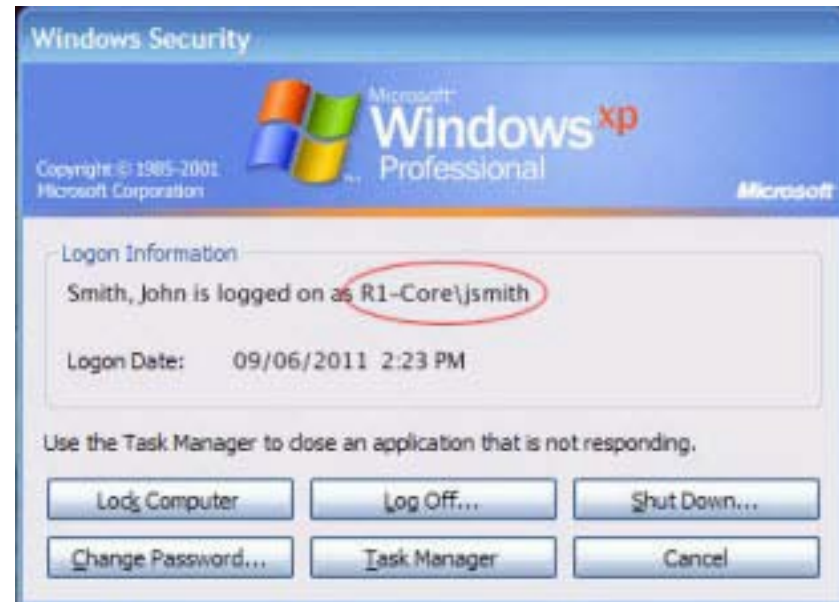 Windows Security
Microsoft
Windows xp
Professional
Copyright © 1985-2001
Microsoft Corporation
Microsoft
Logon Information
Smith, John is logged on as R1-Core\jsmith
Logon Date: 09/06/2011 2:23 PM
Use the Task Manager to close an application that is not responding.
Lock Computer
Log Off...
Shut Down...
Change Password...
Task Manager
Cancel